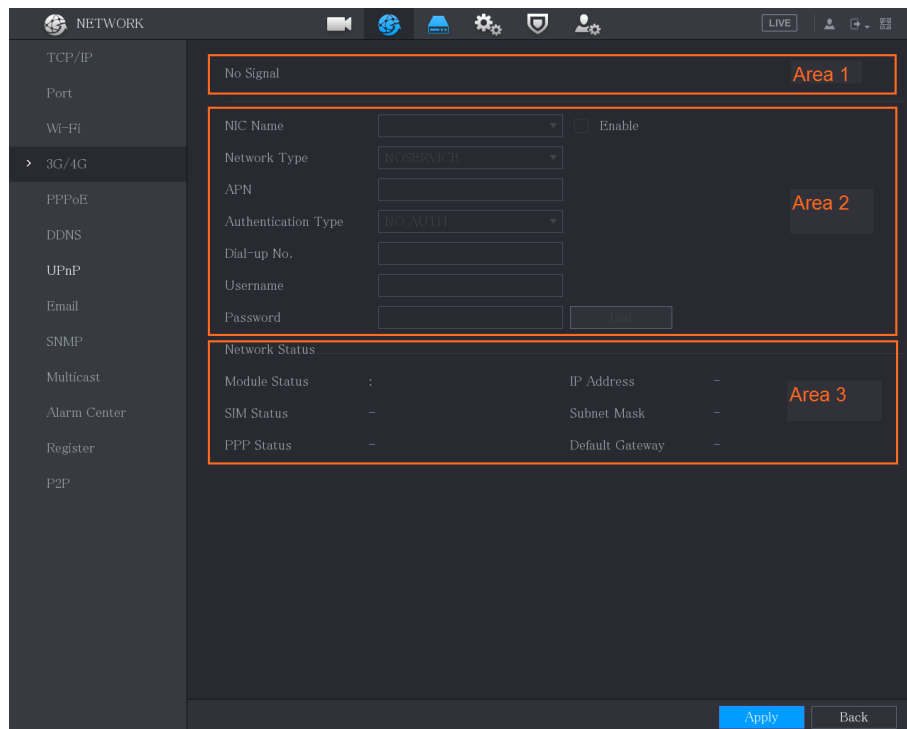 NETWORK
LIVE
TCP/IP
Port
Wi-Fi
3G/4G
PPPoE
DDNS
UPnP
Email
SNMP
Multicast
Alarm Center
Register
P2P
No Signal
Area 1
NIC Name
Enable
Network Type NOSERVICE
APN
Area 2
Authentication Type NO_AUTH
Dial-up No.
Username
Password Dial
Network Status
Module Status : IP Address -
Area 3
SIM Status - Subnet Mask -
PPP Status - Default Gateway -
Apply Back